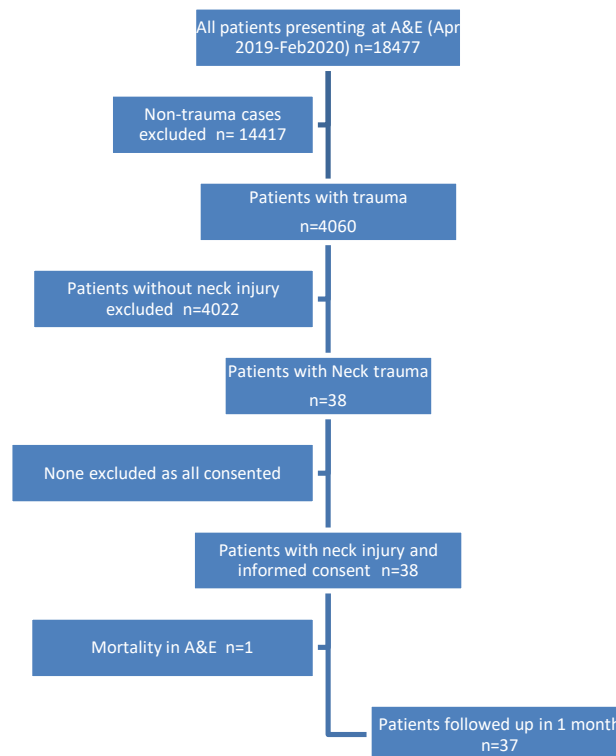 All patients presenting at A&E (Apr
2019-Feb2020) n=18477
Non-trauma cases
excluded n= 14417
Patients with trauma
n=4060
Patients without neck injury
excluded n=4022
Patients with Neck trauma
n=38
None excluded as all consented
Patients with neck injury and
informed consent n=38
Mortality in A&E n=1
Patients followed up in 1 month
n=37